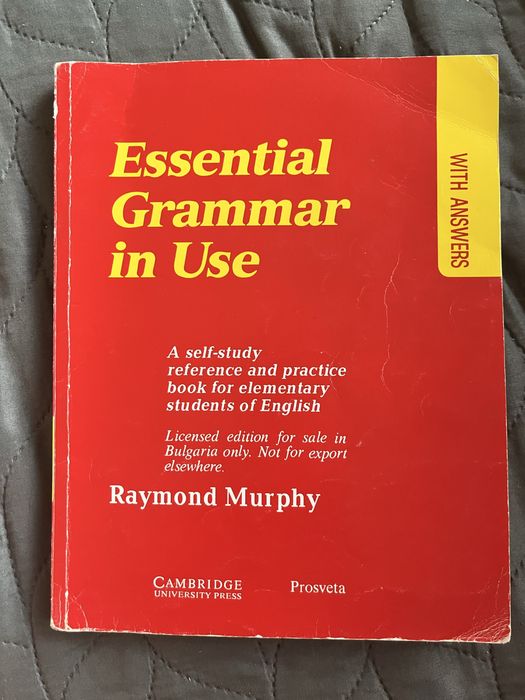 Essential
Grammar
in Use
WITH ANSWERS
A self-study
reference and practice
book for elementary
students of English
Licensed edition for sale in
Bulgaria only. Not for export
elsewhere.
Raymond Murphy
CAMBRIDGE
UNIVERSITY PRESS
Prosveta